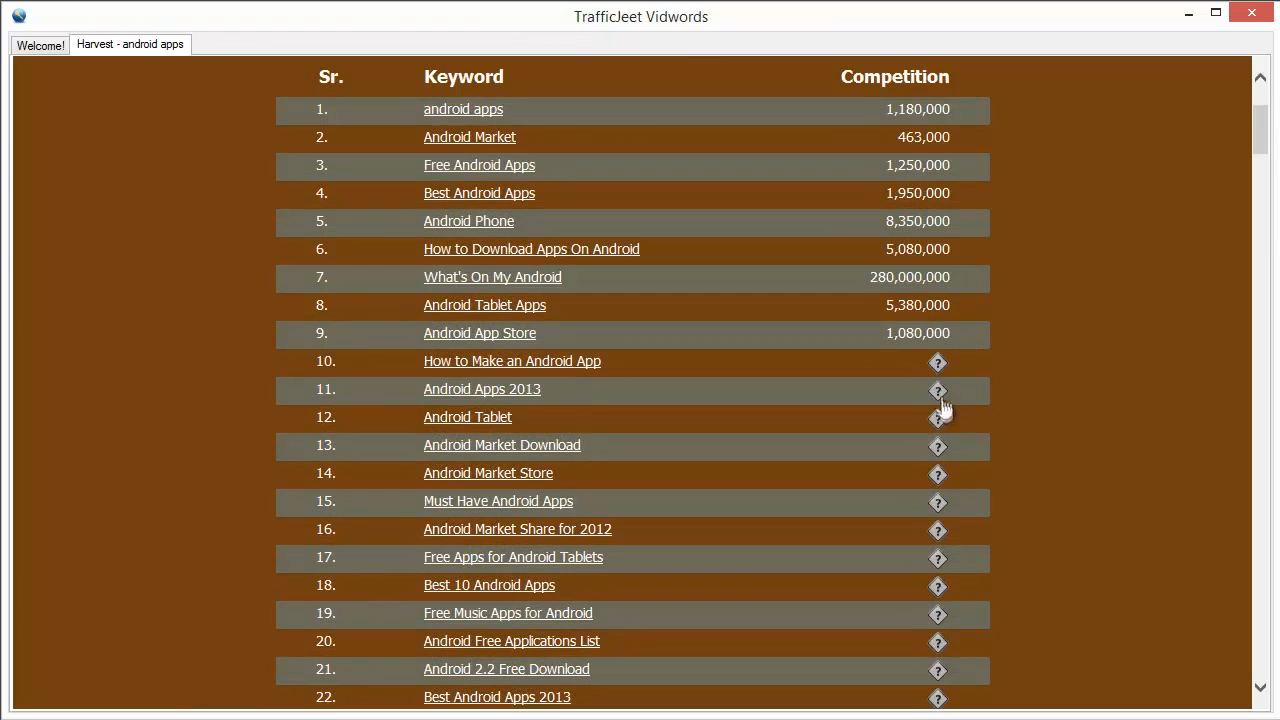 TrafficJeet Vidwords
Welcome! Harvest - android apps
Sr. Keyword Competition
1. android apps 1,180,000
2. Android Market 463,000
3. Free Android Apps 1,250,000
4. Best Android Apps 1,950,000
5. Android Phone 8,350,000
6. How to Download Apps On Android 5,080,000
7. What's On My Android 280,000,000
8. Android Tablet Apps 5,380,000
9. Android App Store 1,080,000
10. How to Make an Android App ?
11. Android Apps 2013 ?
12. Android Tablet ?
13. Android Market Download ?
14. Android Market Store ?
15. Must Have Android Apps ?
16. Android Market Share for 2012 ?
17. Free Apps for Android Tablets ?
18. Best 10 Android Apps ?
19. Free Music Apps for Android ?
20. Android Free Applications List ?
21. Android 2.2 Free Download ?
22. Best Android Apps 2013 ?